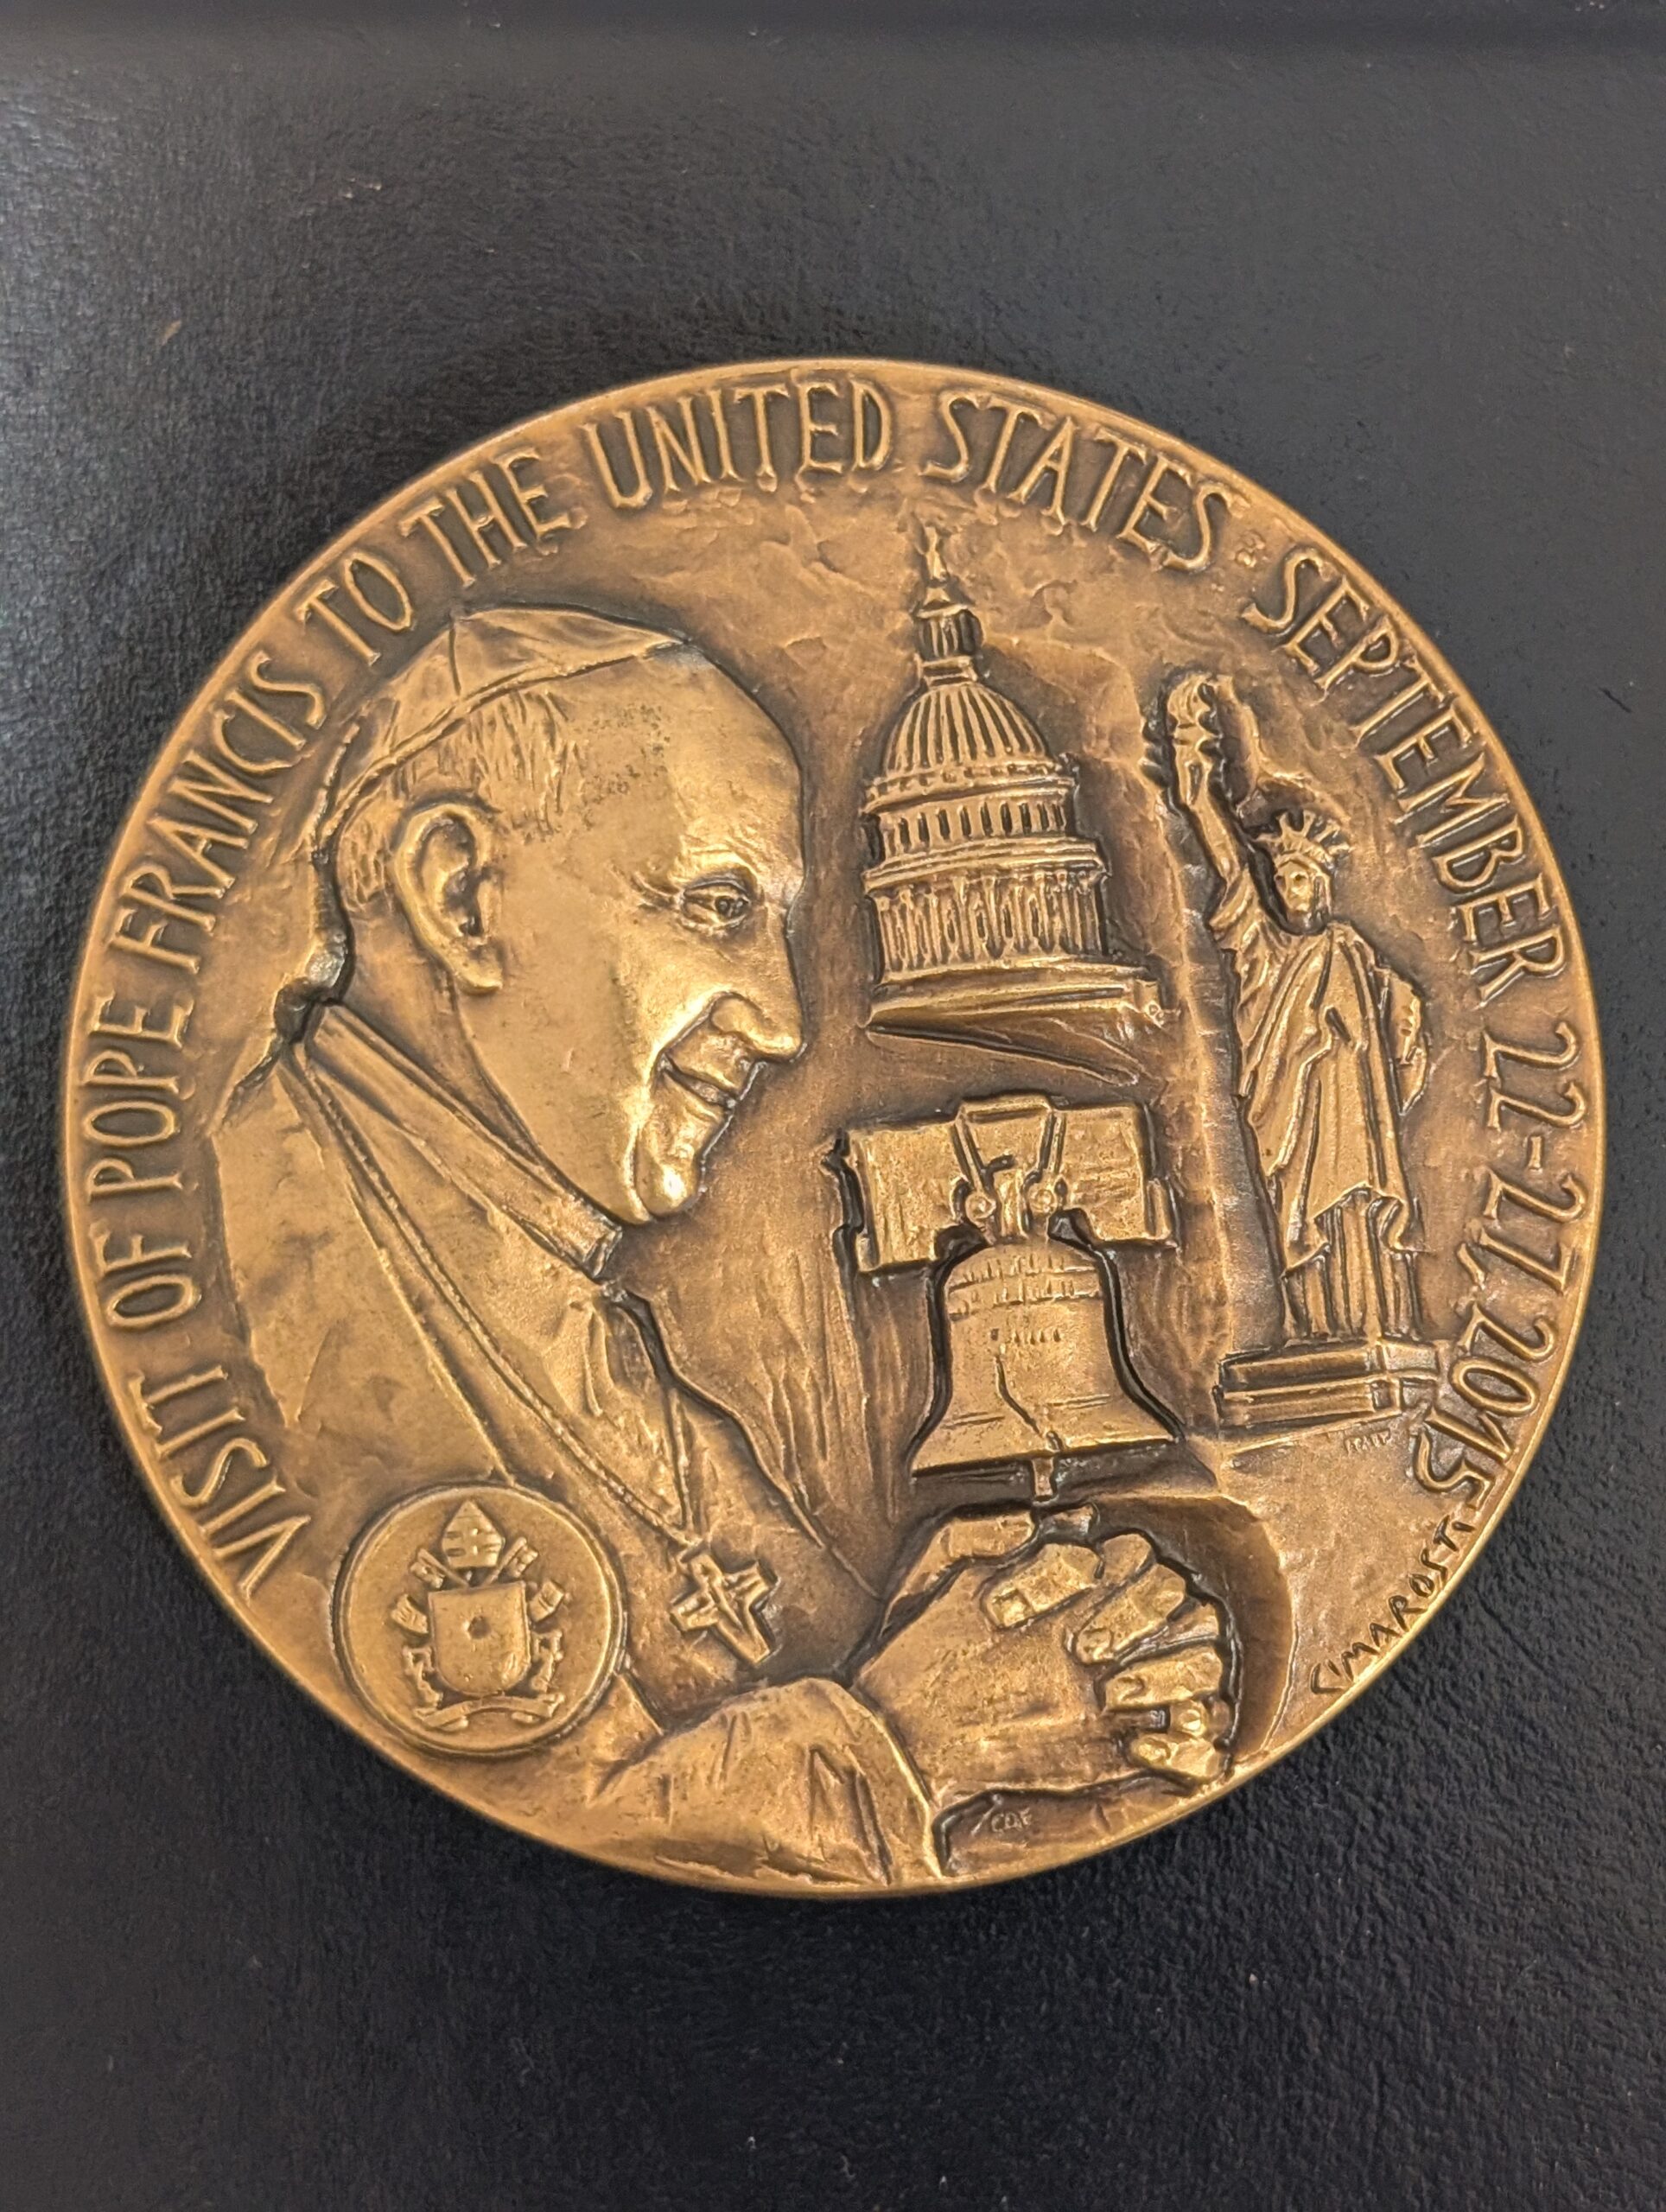 VISIT OF POPE FRANCIS TO THE UNITED STATES · SEPTEMBER 22-27, 2015
CIMAROSTI